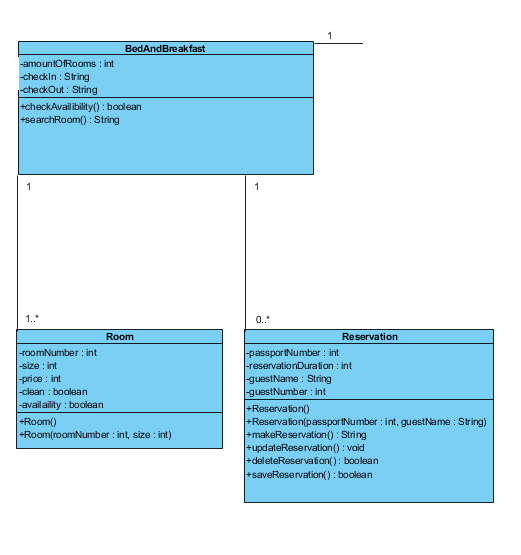 1
BedAndBreakfast
-amountOfRooms : int
-checkIn : String
-checkOut : String
+checkAvailibility() : boolean
+searchRoom() : String
1
1
1..*
0..*
Room
-roomNumber : int
-size : int
-price : int
-clean : boolean
-availaility : boolean
+Room()
+Room(roomNumber : int, size : int)
Reservation
-passportNumber : int
-reservationDuration : int
-guestName : String
-guestNumber : int
+Reservation()
+Reservation(passportNumber : int, guestName : String)
+makeReservation() : String
+updateReservation() : void
+deleteReservation() : boolean
+saveReservation() : boolean